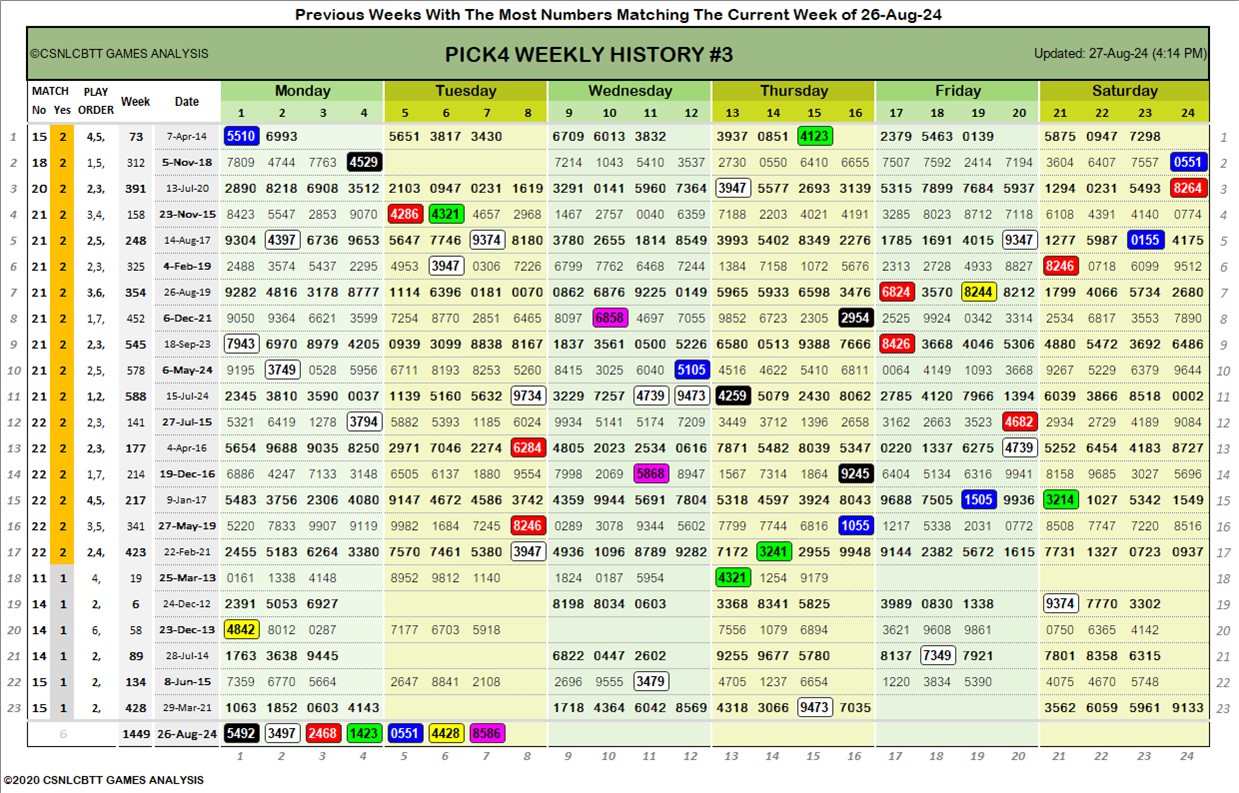 Previous Weeks With The Most Numbers Matching The Current Week of 26-Aug-24
©CSNLCBTT GAMES ANALYSIS PICK4 WEEKLY HISTORY #3 Updated: 27-Aug-24 (4:14 PM)
MATCH PLAY Week Date Monday Tuesday Wednesday Thursday Friday Saturday
No Yes ORDER 1 2 3 4 5 6 7 8 9 10 11 12 13 14 15 16 17 18 19 20 21 22 23 24
1 15 2 4,5, 73 7-Apr-14 5510 6993 5651 3817 3430 6709 6013 3832 3937 0851 4123 2379 5463 0139 5875 0947 7298 1
2 18 2 1,5, 312 5-Nov-18 7809 4744 7763 4529 7214 1043 5410 3537 2730 0550 6410 6655 7507 7592 2414 7194 3604 6407 7557 0551 2
3 20 2 2,3, 391 13-Jul-20 2890 8218 6908 3512 2103 0947 0231 1619 3291 0141 5960 7364 3947 5577 2693 3139 5315 7899 7684 5937 1294 0231 5493 8264 3
4 21 2 3,4, 158 23-Nov-15 8423 5547 2853 9070 4286 4321 4657 2968 1467 2757 0040 6359 7188 2203 4021 4191 3285 8023 8712 7118 6108 4391 4140 0774 4
5 21 2 2,5, 248 14-Aug-17 9304 4397 6736 9653 5647 7746 9374 8180 3780 2655 1814 8549 3993 5402 8349 2276 1785 1691 4015 9347 1277 5987 0155 4175 5
6 21 2 2,3, 325 4-Feb-19 2488 3574 5437 2295 4953 3947 0306 7226 6799 7762 6468 7244 1384 7158 1072 5676 2313 2728 4933 8827 8246 0718 6099 9512 6
7 21 2 3,6, 354 26-Aug-19 9282 4816 3178 8777 1114 6396 0181 0070 0862 6876 9225 0149 5965 5933 6598 3476 6824 3570 8244 8212 1799 4066 5734 2680 7
8 21 2 1,7, 452 6-Dec-21 9050 9364 6621 3599 7254 8770 2851 6465 8097 6858 4697 7055 9852 6723 2305 2954 2525 9924 0342 3314 2534 6817 3553 7890 8
9 21 2 2,3, 545 18-Sep-23 7943 6970 8979 4205 0939 3099 8838 8167 1837 3561 0500 5226 6580 0513 9388 7666 8426 3668 4046 5306 4880 5472 3692 6486 9
10 21 2 2,5, 578 6-May-24 9195 3749 0528 5956 6711 8193 8253 5260 8415 3025 6040 5105 4516 4622 5410 6811 0064 4149 1093 3668 9267 5229 6379 9644 10
11 21 2 1,2, 588 15-Jul-24 2345 3810 3590 0037 1139 5160 5632 9734 3229 7257 4739 9473 4259 5079 2430 8062 2785 4120 7966 1394 6039 3866 8518 0002 11
12 22 2 2,3, 141 27-Jul-15 5321 6419 1278 3794 5882 5393 1185 6024 9934 5141 5174 7209 3449 3712 1396 2658 3162 2663 3523 4682 2934 2729 4189 9084 12
13 22 2 2,3, 177 4-Apr-16 5654 9688 9035 8250 2971 7046 2274 6284 4805 2023 2534 0616 7871 5482 8039 5347 0220 1337 6275 4739 5252 6454 4183 8727 13
14 22 2 1,7, 214 19-Dec-16 6886 4247 7133 3148 6505 6137 1880 9554 7998 2069 5868 8947 1567 7314 1864 9245 6404 5134 6316 9941 8158 5685 3027 5696 14
15 22 2 4,5, 217 9-Jan-17 5483 3756 2306 4080 9147 4672 4586 3742 4359 9944 5691 7804 5318 4597 3924 8043 9688 7505 1505 9936 3214 1027 5342 1549 15
16 22 2 3,5, 341 27-May-19 5220 7833 9907 9119 9982 1684 7245 8246 0289 3078 9344 5602 7799 7744 6816 1055 1217 5338 2031 0772 8508 7747 7220 8516 16
17 22 2 2,4, 423 22-Feb-21 2455 5183 6264 3380 7570 7461 5380 3947 4936 1096 8789 9282 7172 3241 2955 9948 9144 2382 5672 1615 7731 1327 0723 0937 17
18 11 1 4, 19 25-Mar-13 0161 1338 4148 8952 9812 1140 1824 0187 5954 4321 1254 9179 18
19 14 1 2, 6 24-Dec-12 2391 5053 6927 8198 8034 0603 3368 8341 5825 3989 0830 1338 9374 7770 3302 19
20 14 1 6, 58 23-Dec-13 4842 8012 0287 7177 6703 5918 7556 1079 6894 3621 9608 9861 0750 6365 4142 20
21 14 1 2, 89 28-Jul-14 1763 3638 9445 6822 0447 2602 9255 9677 5780 8137 7349 7921 7801 8358 6315 21
22 15 1 2, 134 8-Jun-15 7359 6770 5664 2647 8841 2108 2696 9555 3479 4705 1237 6654 1220 3834 5390 4075 4670 5748 22
23 15 1 2, 428 29-Mar-21 1063 1852 0603 4143 1718 4364 6042 8569 4318 3066 9473 7035 3562 6059 5961 9133 23
6 1449 26-Aug-24 5492 3497 2468 1423 0551 4428 8586
1 2 3 4 5 6 7 8 9 10 11 12 13 14 15 16 17 18 19 20 21 22 23 24
©2020 CSNLCBTT GAMES ANALYSIS